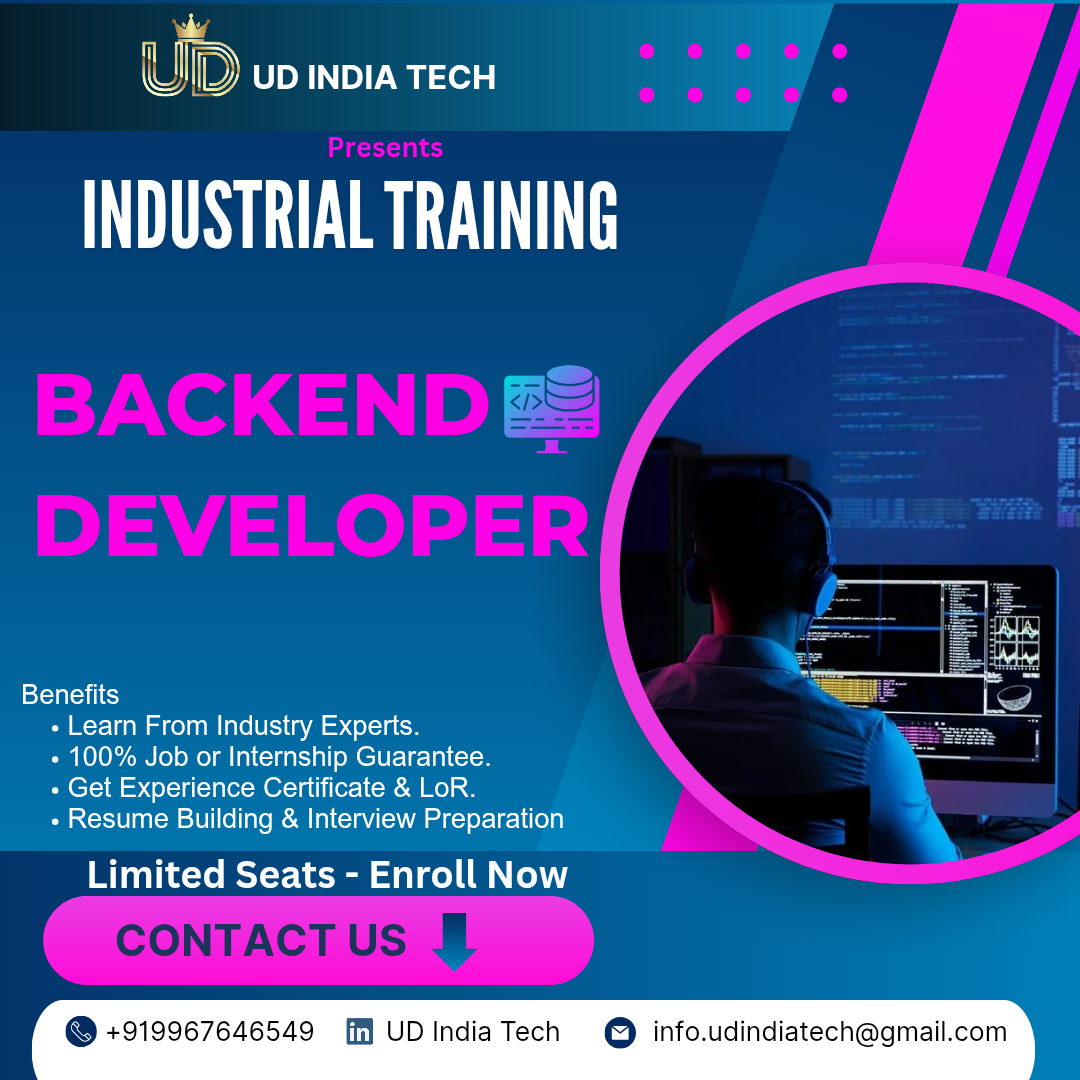 UD UD INDIA TECH
Presents
INDUSTRIAL TRAINING
BACKEND
DEVELOPER
Benefits
• Learn From Industry Experts.
• 100% Job or Internship Guarantee.
• Get Experience Certificate & LoR.
• Resume Building & Interview Preparation
Limited Seats - Enroll Now
CONTACT US
+919967646549 in UD India Tech info.udindiatech@gmail.com